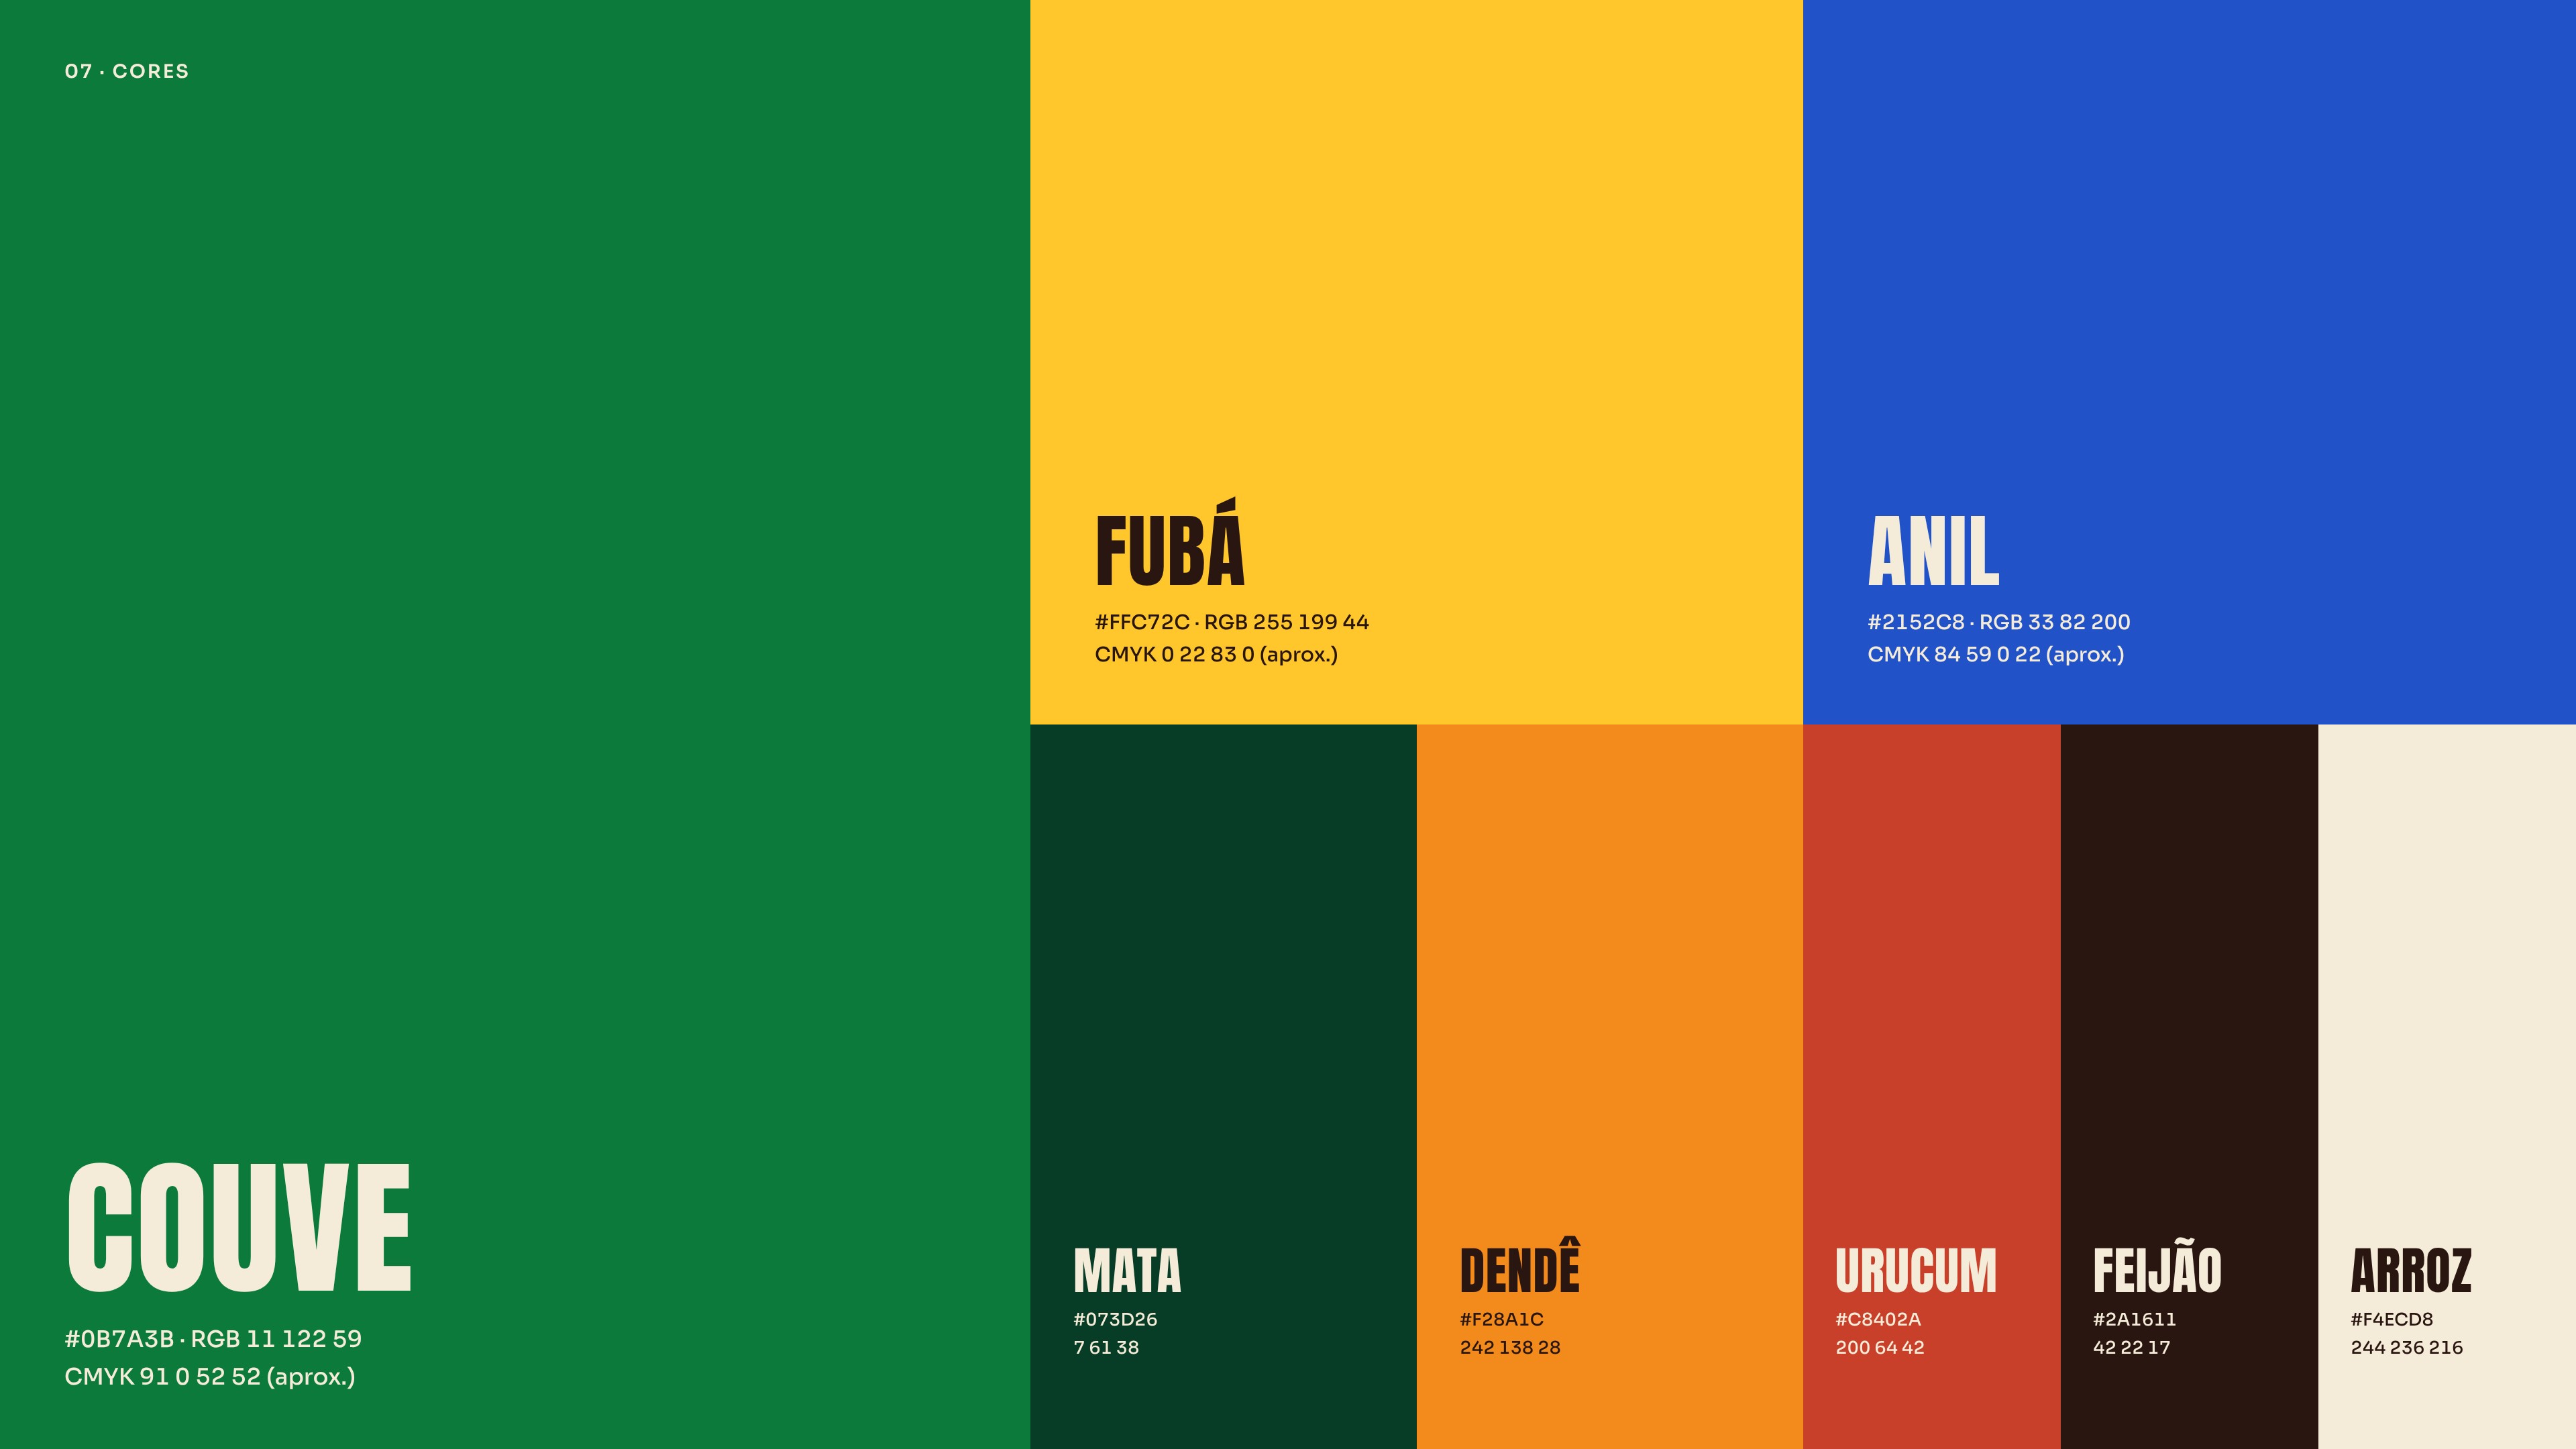 07 · CORES
COUVE
#0B7A3B · RGB 11 122 59
CMYK 91 0 52 52 (aprox.)
FUBÁ
#FFC72C · RGB 255 199 44
CMYK 0 22 83 0 (aprox.)
ANIL
#2152C8 · RGB 33 82 200
CMYK 84 59 0 22 (aprox.)
MATA
#073D26
7 61 38
DENDÊ
#F28A1C
242 138 28
URUCUM
#C8402A
200 64 42
FEIJÃO
#2A1611
42 22 17
ARROZ
#F4ECD8
244 236 216